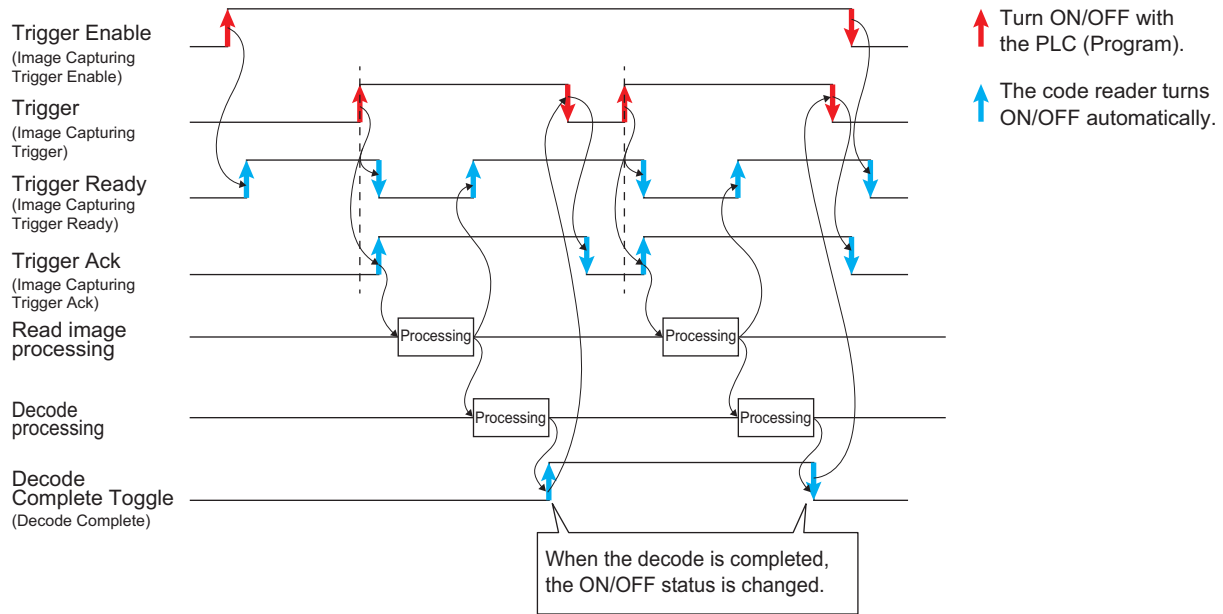 Trigger Enable
(Image Capturing
Trigger Enable)
Turn ON/OFF with
the PLC (Program).
The code reader turns
ON/OFF automatically.
Trigger
(Image Capturing
Trigger)
Trigger Ready
(Image Capturing
Trigger Ready)
Trigger Ack
(Image Capturing
Trigger Ack)
Read image
processing
Processing
Processing
Decode
processing
Processing
Processing
Decode
Complete Toggle
(Decode Complete)
When the decode is completed,
the ON/OFF status is changed.